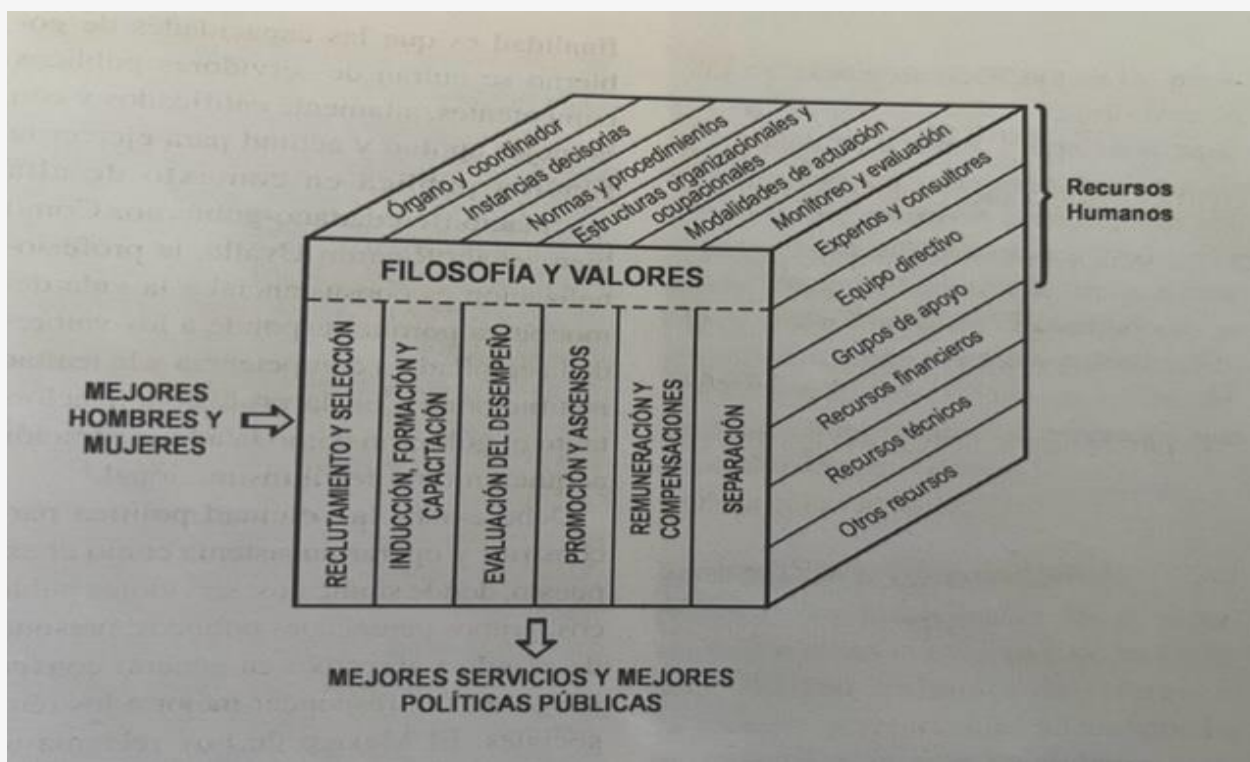 Órgano y coordinador
Instancias decisorias
Normas y procedimientos
Estructuras organizacionales y
ocupacionales
Modalidades de actuación
Monitoreo y evaluación
FILOSOFÍA Y VALORES
Expertos y consultores
Equipo directivo
Grupos de apoyo
Recursos financieros
Recursos técnicos
Otros recursos
Recursos
Humanos
MEJORES
HOMBRES Y
MUJERES
RECLUTAMIENTO Y SELECCIÓN
INDUCCIÓN, FORMACIÓN Y
CAPACITACIÓN
EVALUACIÓN DEL DESEMPEÑO
PROMOCIÓN Y ASCENSOS
REMUNERACIÓN Y
COMPENSACIONES
SEPARACIÓN
MEJORES SERVICIOS Y MEJORES
POLÍTICAS PÚBLICAS